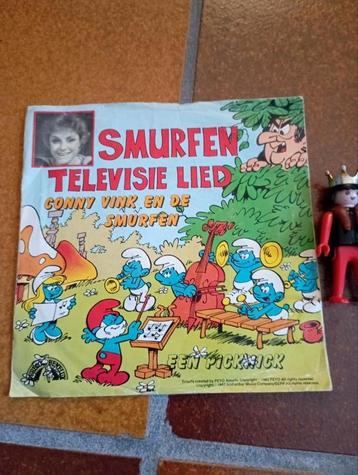 SMURFEN
TELEVISIE LIED
CONNY VINK EN DE
SMURFEN
EEN PICKNICK